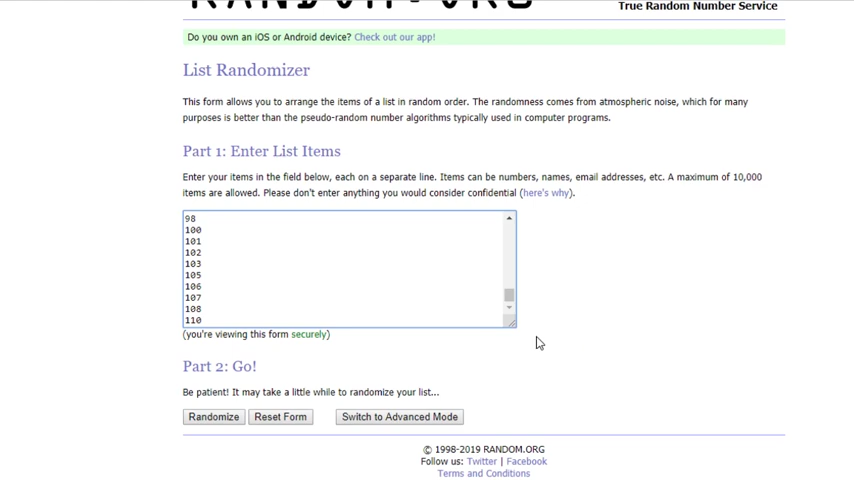 RANDOM.ORG
True Random Number Service
Do you own an iOS or Android device? Check out our app!
List Randomizer
This form allows you to arrange the items of a list in random order. The randomness comes from atmospheric noise, which for many
purposes is better than the pseudo-random number algorithms typically used in computer programs.
Part 1: Enter List Items
Enter your items in the field below, each on a separate line. Items can be numbers, names, email addresses, etc. A maximum of 10,000
items are allowed. Please don't enter anything you would consider confidential (here's why).
98
100
101
102
103
105
106
107
108
110
(you're viewing this form securely)
Part 2: Go!
Be patient! It may take a little while to randomize your list...
Randomize Reset Form Switch to Advanced Mode
© 1998-2019 RANDOM.ORG
Follow us: Twitter | Facebook
Terms and Conditions